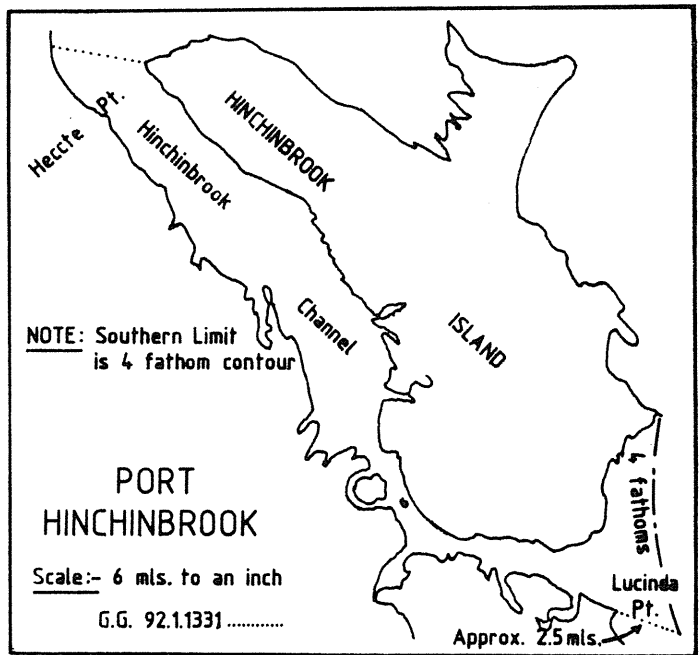 Heccte Pt.
Hinchinbrook
Channel
HINCHINBROOK
ISLAND
NOTE: Southern Limit
is 4 fathom contour
PORT
HINCHINBROOK
Scale:- 6 mls. to an inch
G.G. 92.1.1331............
4 fathoms
Lucinda
Pt.
Approx. 2.5 mls.